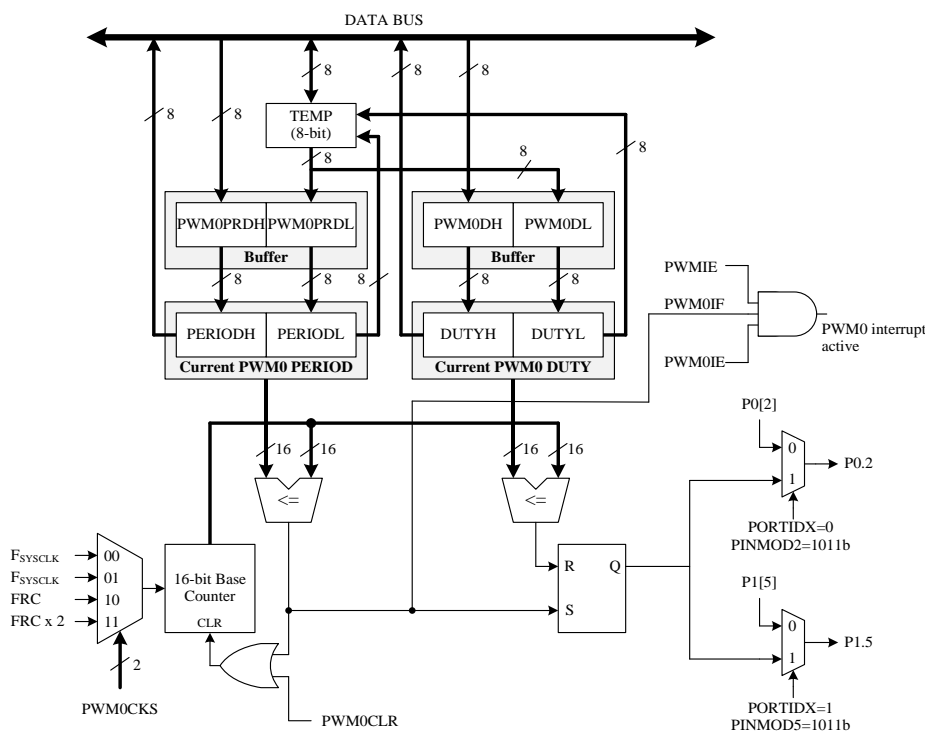 DATA BUS
8
8
8
8
8
TEMP
(8-bit)
8
8
8
PWM0PRDH
PWM0PRDL
Buffer
PWM0DH
PWM0DL
Buffer
8
8
8
8
8
PERIODH
PERIODL
Current PWM0 PERIOD
DUTYH
DUTYL
Current PWM0 DUTY
PWMIE
PWM0IF
PWM0IE
PWM0 interrupt
active
16
16
16
16
<=
<=
P0[2]
0
1
P0.2
PORTIDX=0
PINMOD2=1011b
FSYSCLK
FSYSCLK
FRC
FRC x 2
00
01
10
11
2
PWM0CKS
16-bit Base
Counter
CLR
PWM0CLR
R
S
Q
P1[5]
0
1
P1.5
PORTIDX=1
PINMOD5=1011b